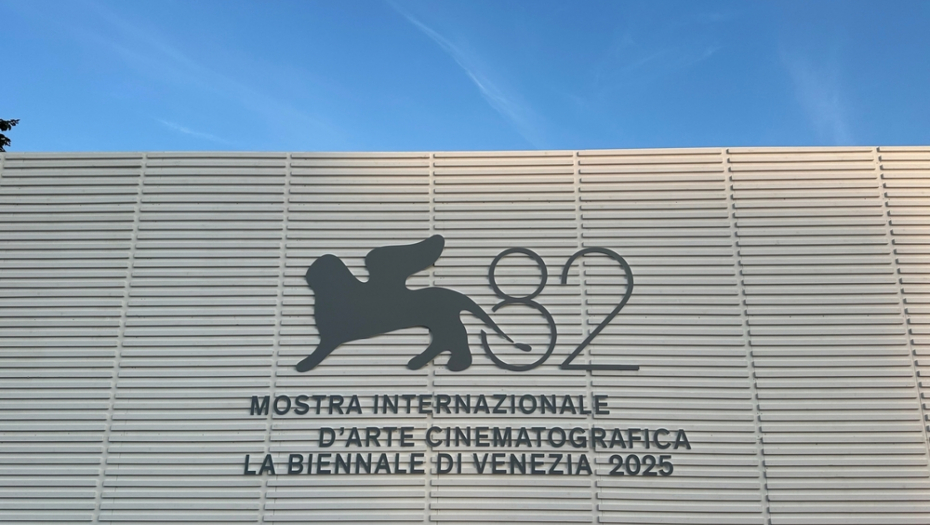 82
MOSTRA INTERNAZIONALE
D'ARTE CINEMATOGRAFICA
LA BIENNALE DI VENEZIA 2025